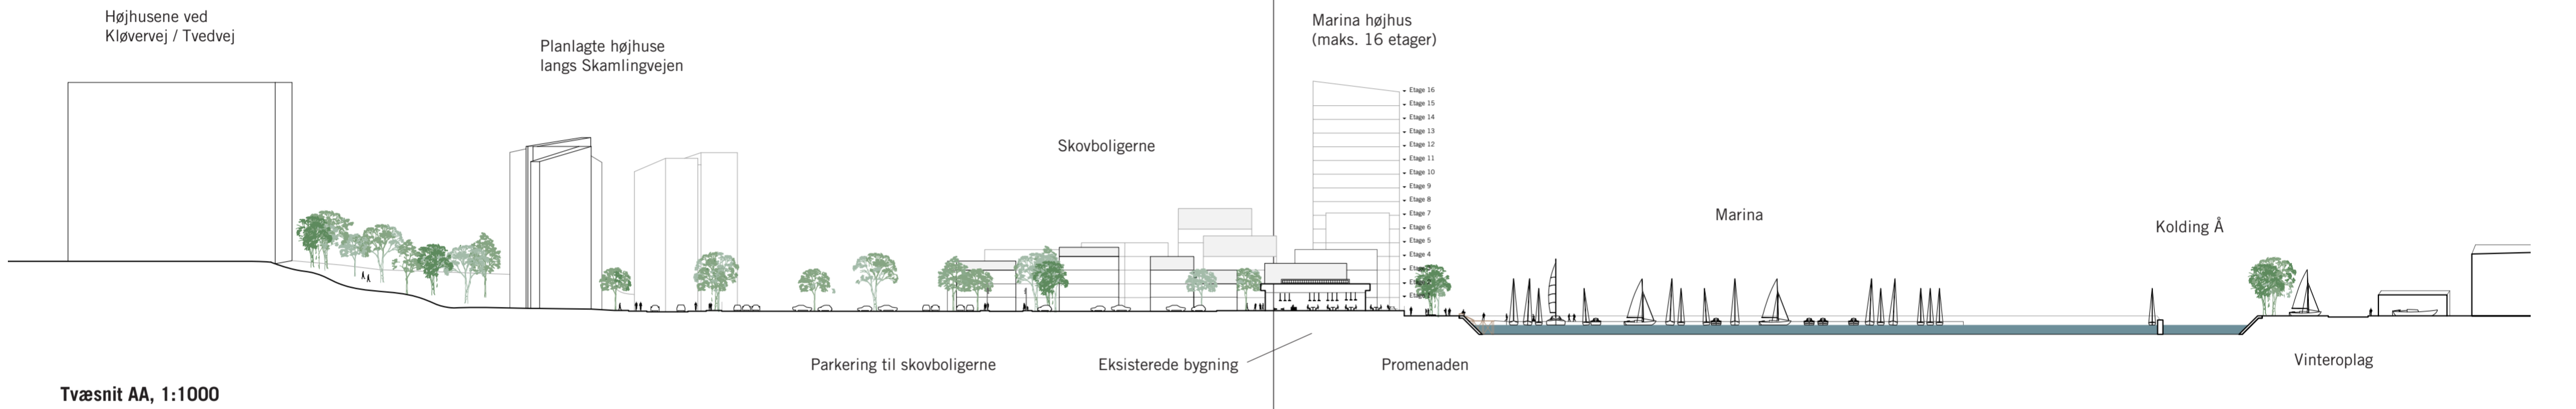 Højhusene ved
Kløvervej / Tvedvej
Planlagte højhuse
langs Skamlingvejen
Skovboligerne
Marina højhus
(maks. 16 etager)
Etage 16
Etage 15
Etage 14
Etage 13
Etage 12
Etage 11
Etage 10
Etage 9
Etage 8
Etage 7
Etage 6
Etage 5
Etage 4
Marina
Kolding Å
Parkering til skovboligerne
Eksisterede bygning
Promenaden
Vinteroplag
Tvæsnit AA, 1:1000